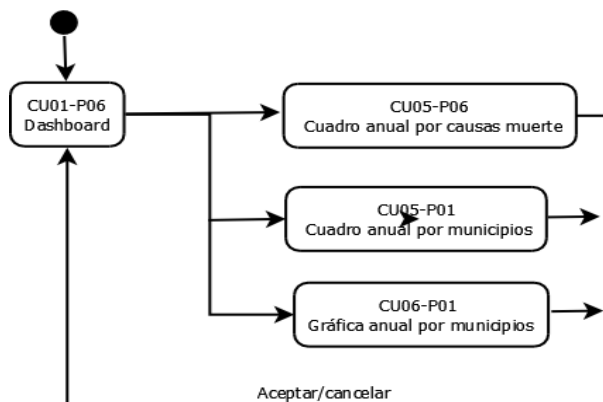 CU01-P06
Dashboard
CU05-P06
Cuadro anual por causas muerte
CU05-P01
Cuadro anual por municipios
CU06-P01
Gráfica anual por municipios
Aceptar/cancelar